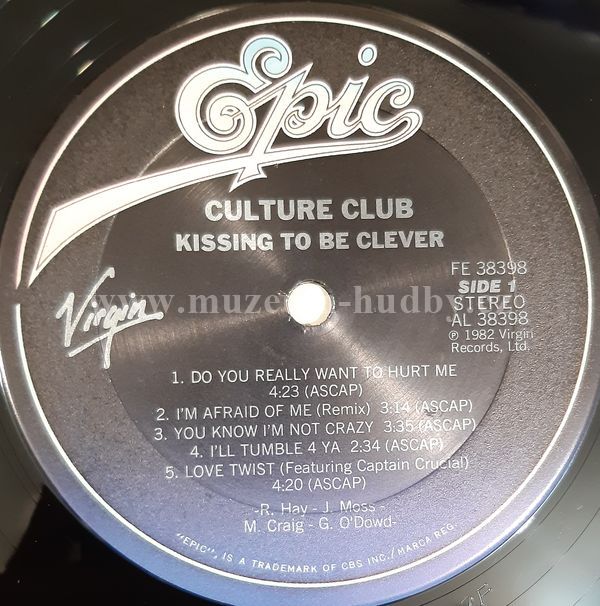 Epic
CULTURE CLUB
KISSING TO BE CLEVER
Virgin
FE 38398
SIDE 1
STEREO
AL 38398
℗ 1982 Virgin
Records, Ltd.
1. DO YOU REALLY WANT TO HURT ME
4:23 (ASCAP)
2. I'M AFRAID OF ME (Remix) 3:14 (ASCAP)
3. YOU KNOW I'M NOT CRAZY 3:35 (ASCAP)
4. I'LL TUMBLE 4 YA 2:34 (ASCAP)
5. LOVE TWIST (Featuring Captain Crucial)
4:20 (ASCAP)
-R. Hay - J. Moss -
M. Craig - G. O'Dowd-
"EPIC", IS A TRADEMARK OF CBS INC./MARCA REG.